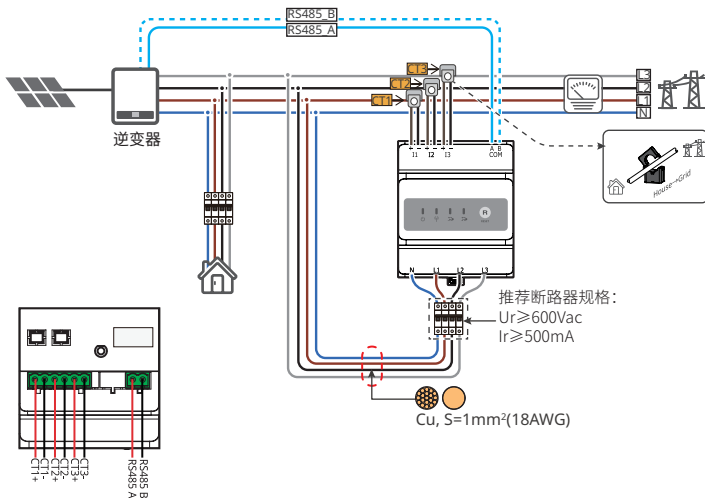 RS485_B
RS485_A
CT3
CT2
CT1
L3
L2
L1
N
逆变器
I1 I2 I3
A B
COM
R
House→Grid
N L1 L2 L3
推荐断路器规格：
Ur≥600Vac
Ir≥500mA
Cu, S=1mm²(18AWG)
CT1+
CT1-
CT2+
CT2-
CT3+
CT3-
RS485 A
RS485 B